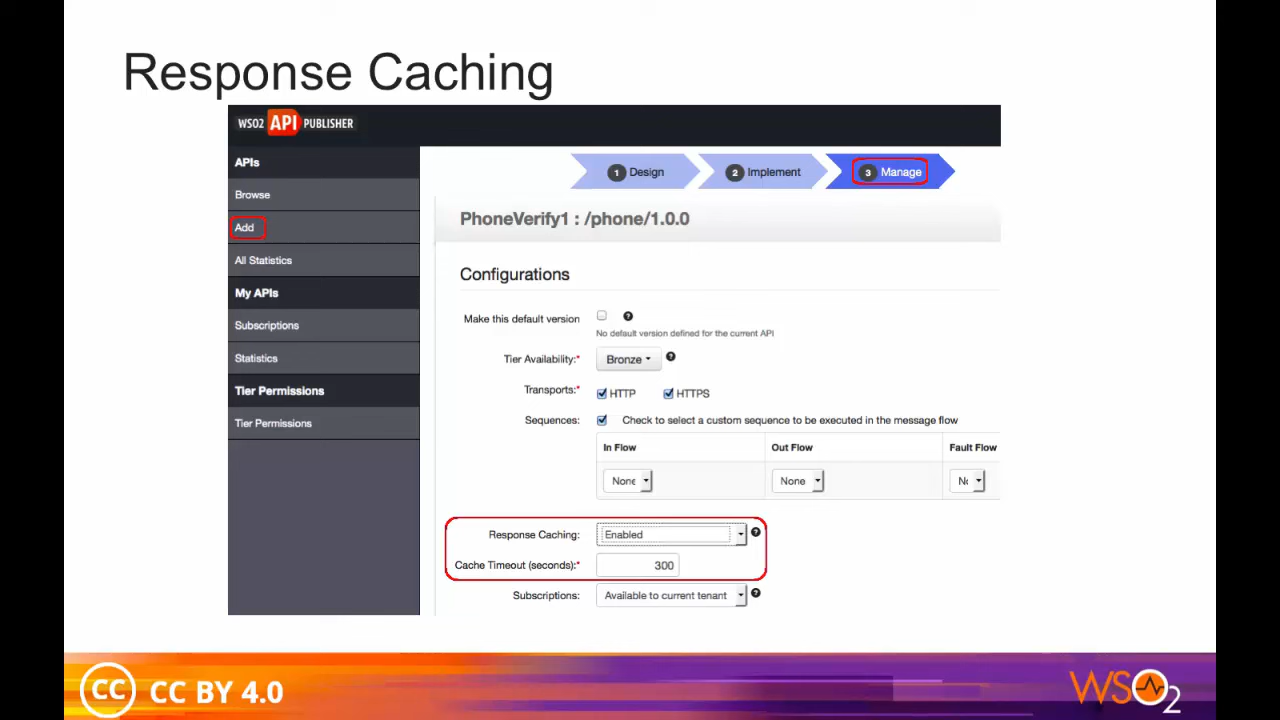 Response Caching
WSO2 API PUBLISHER
APIs
Browse
Add
All Statistics
My APIs
Subscriptions
Statistics
Tier Permissions
Tier Permissions
1 Design
2 Implement
3 Manage
PhoneVerify1 : /phone/1.0.0
Configurations
Make this default version ?
No default version defined for the current API
Tier Availability:* Bronze ?
Transports:* HTTP HTTPS
Sequences: Check to select a custom sequence to be executed in the message flow
In Flow Out Flow Fault Flow
None None
Response Caching: Enabled ?
Cache Timeout (seconds):* 300
Subscriptions: Available to current tenant ?
CC CC BY 4.0
WSO2